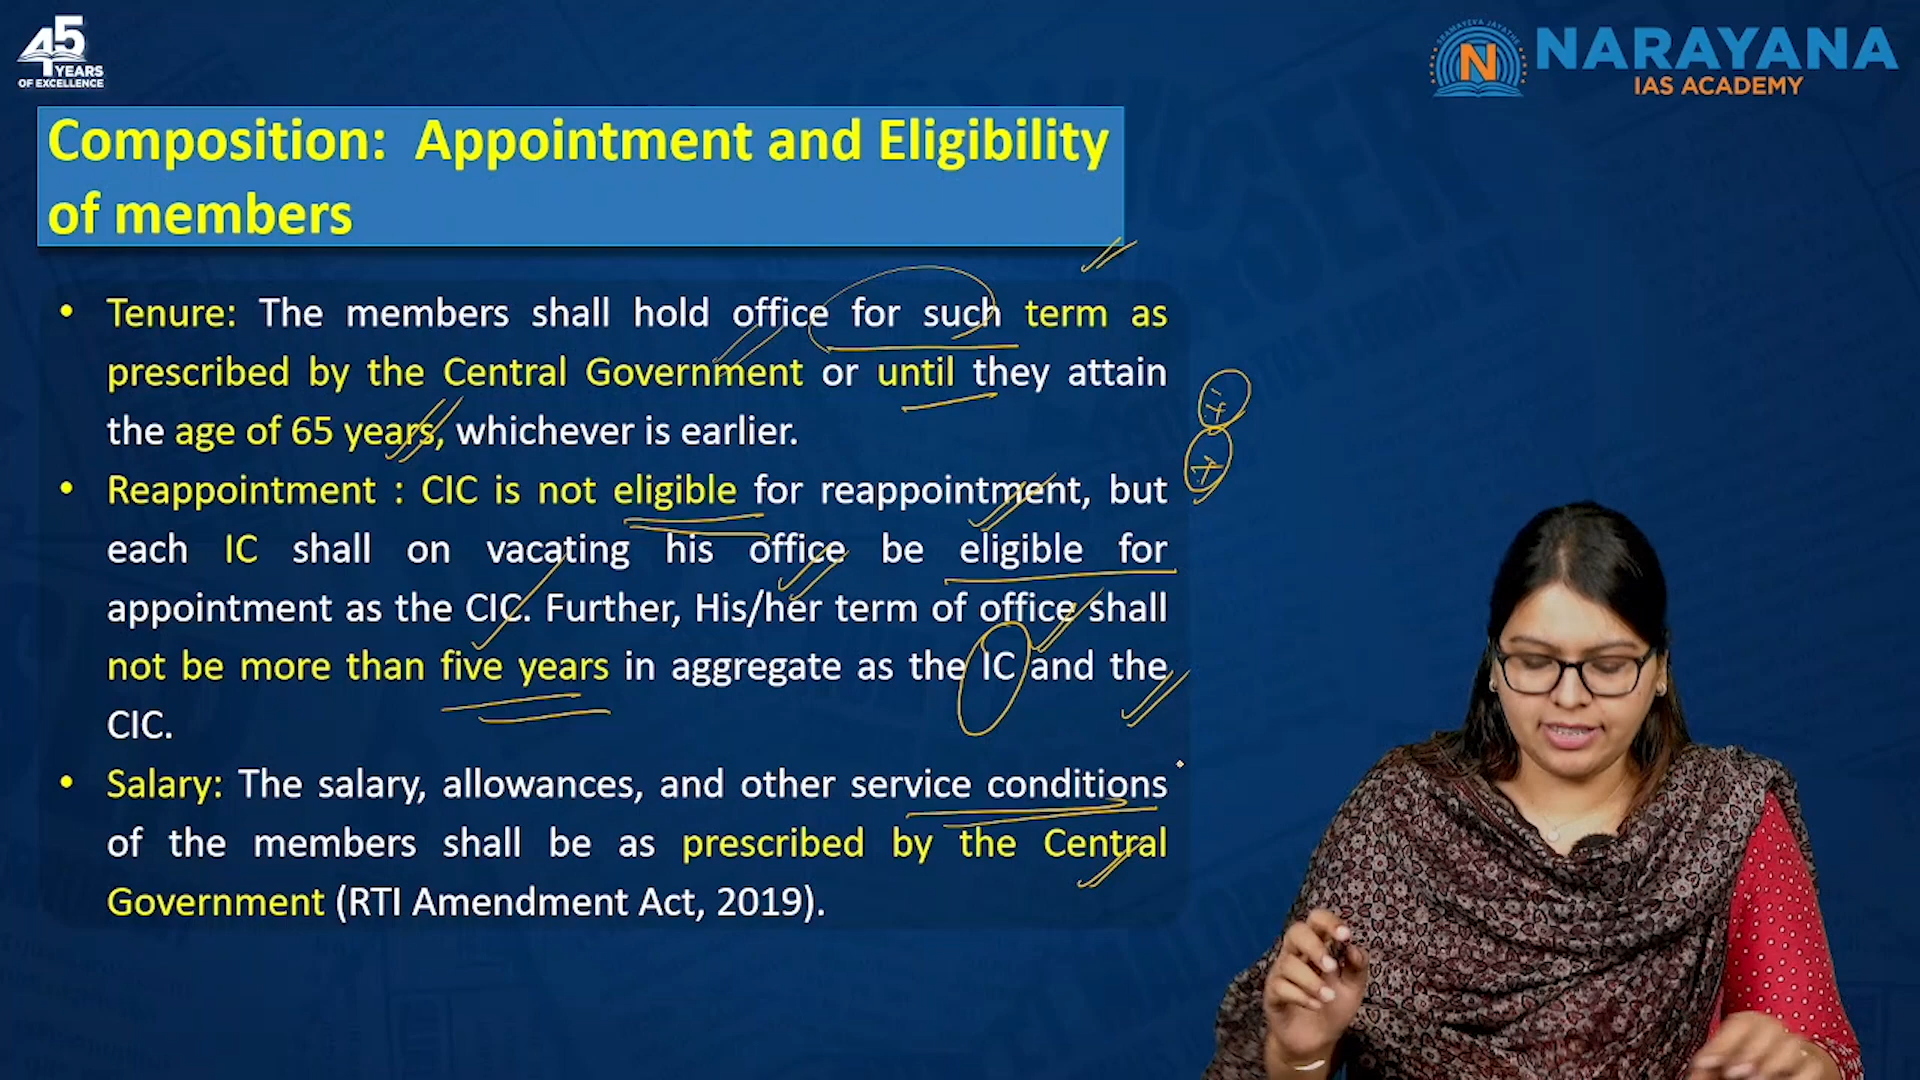 45
YEARS
OF EXCELLENCE
NARAYANA
IAS ACADEMY
Composition: Appointment and Eligibility
of members
• Tenure: The members shall hold office for such term as
prescribed by the Central Government or until they attain
the age of 65 years, whichever is earlier.
• Reappointment : CIC is not eligible for reappointment, but
each IC shall on vacating his office be eligible for
appointment as the CIC. Further, His/her term of office shall
not be more than five years in aggregate as the IC and the
CIC.
• Salary: The salary, allowances, and other service conditions
of the members shall be as prescribed by the Central
Government (RTI Amendment Act, 2019).